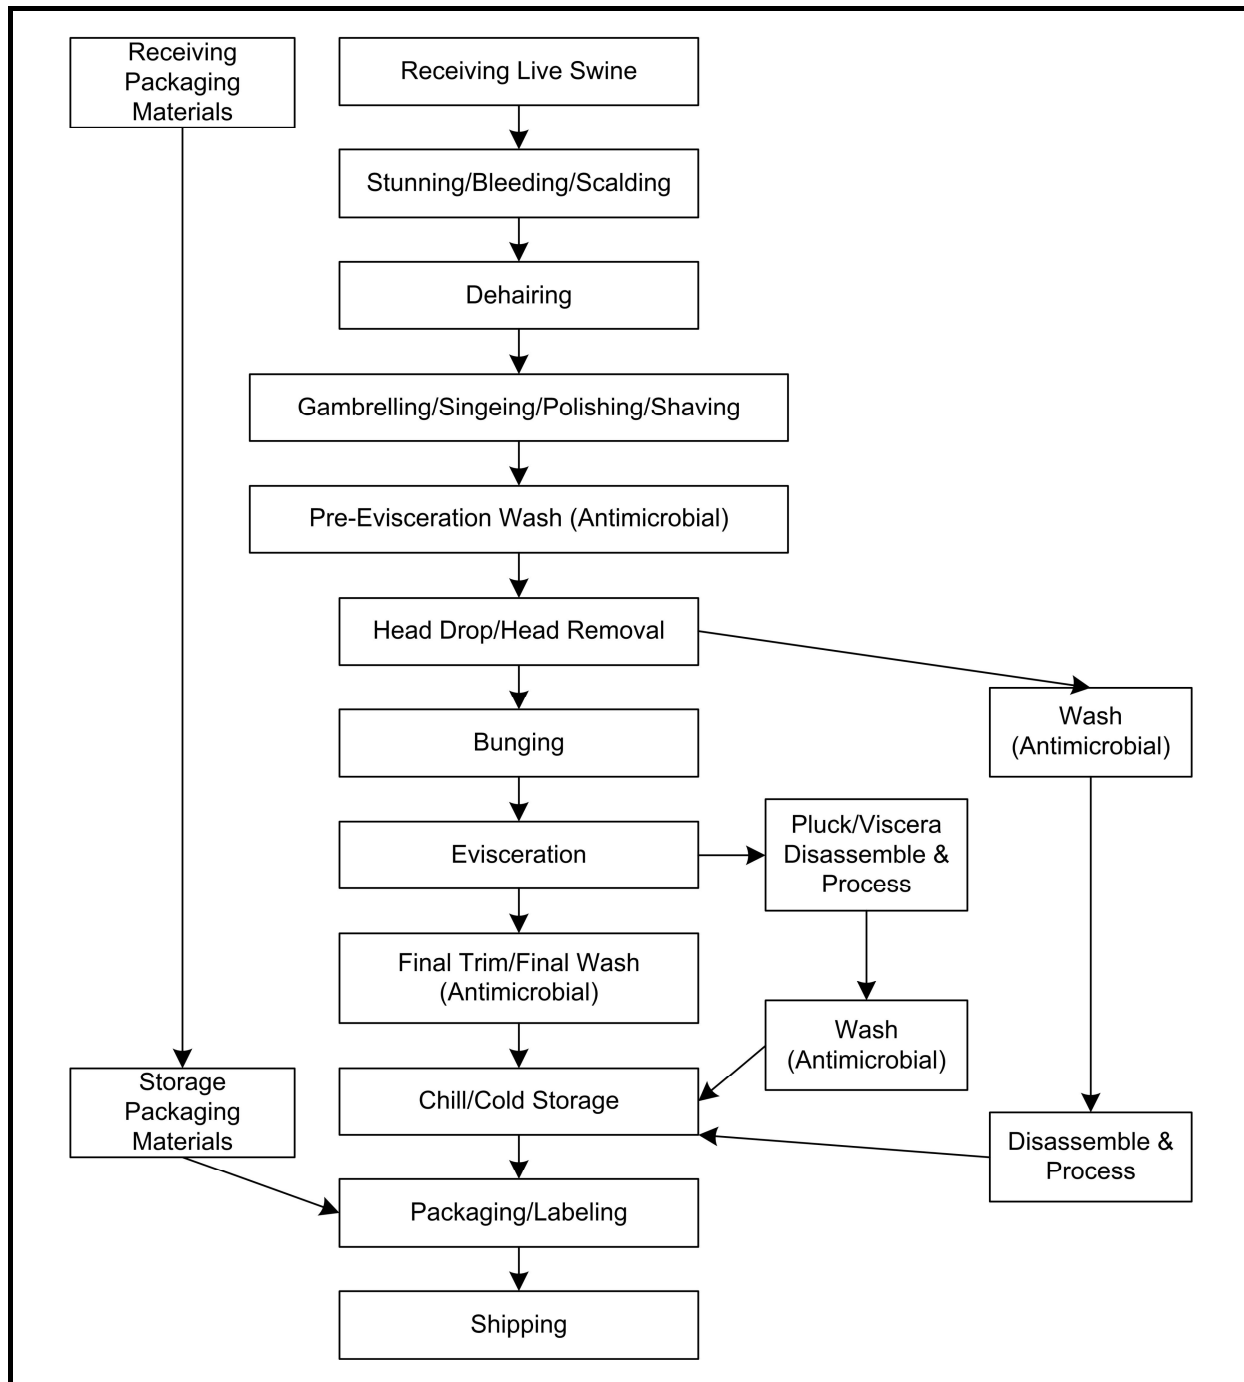 Receiving
Packaging
Materials
Receiving Live Swine
Stunning/Bleeding/Scalding
Dehairing
Gambrelling/Singeing/Polishing/Shaving
Pre-Evisceration Wash (Antimicrobial)
Head Drop/Head Removal
Wash
(Antimicrobial)
Bunging
Evisceration
Pluck/Viscera
Disassemble &
Process
Final Trim/Final Wash
(Antimicrobial)
Wash
(Antimicrobial)
Storage
Packaging
Materials
Chill/Cold Storage
Disassemble &
Process
Packaging/Labeling
Shipping